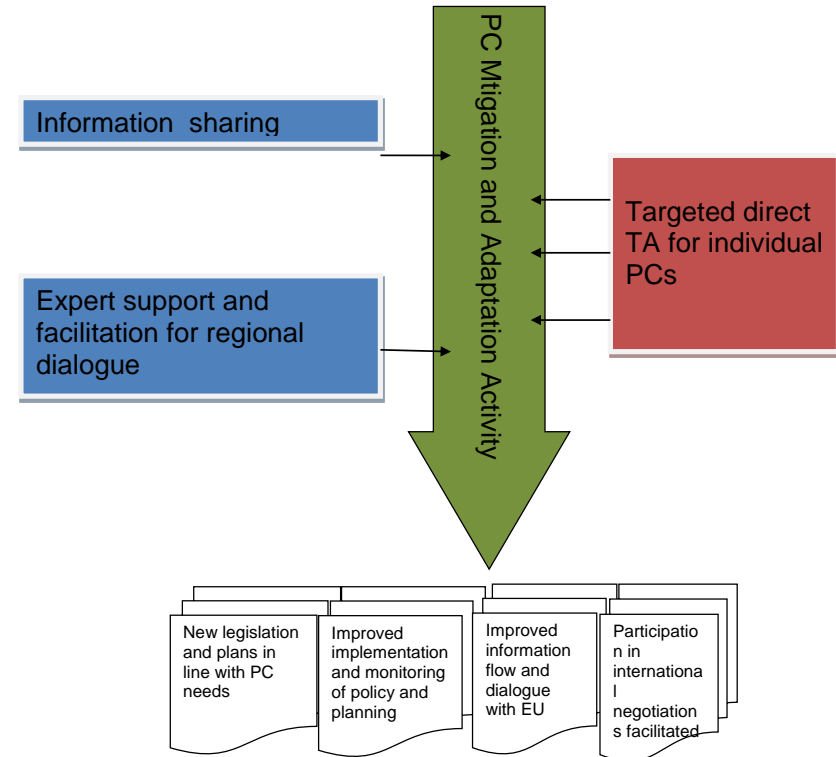 PC Mtigation and Adaptation Activity
Information sharing
Targeted direct
TA for individual
PCs
Expert support and
facilitation for regional
dialogue
New legislation
and plans in
line with PC
needs
Improved
implementation
and monitoring
of policy and
planning
Improved
information
flow and
dialogue
with EU
Participatio
n in
internationa
l
negotiation
s facilitated